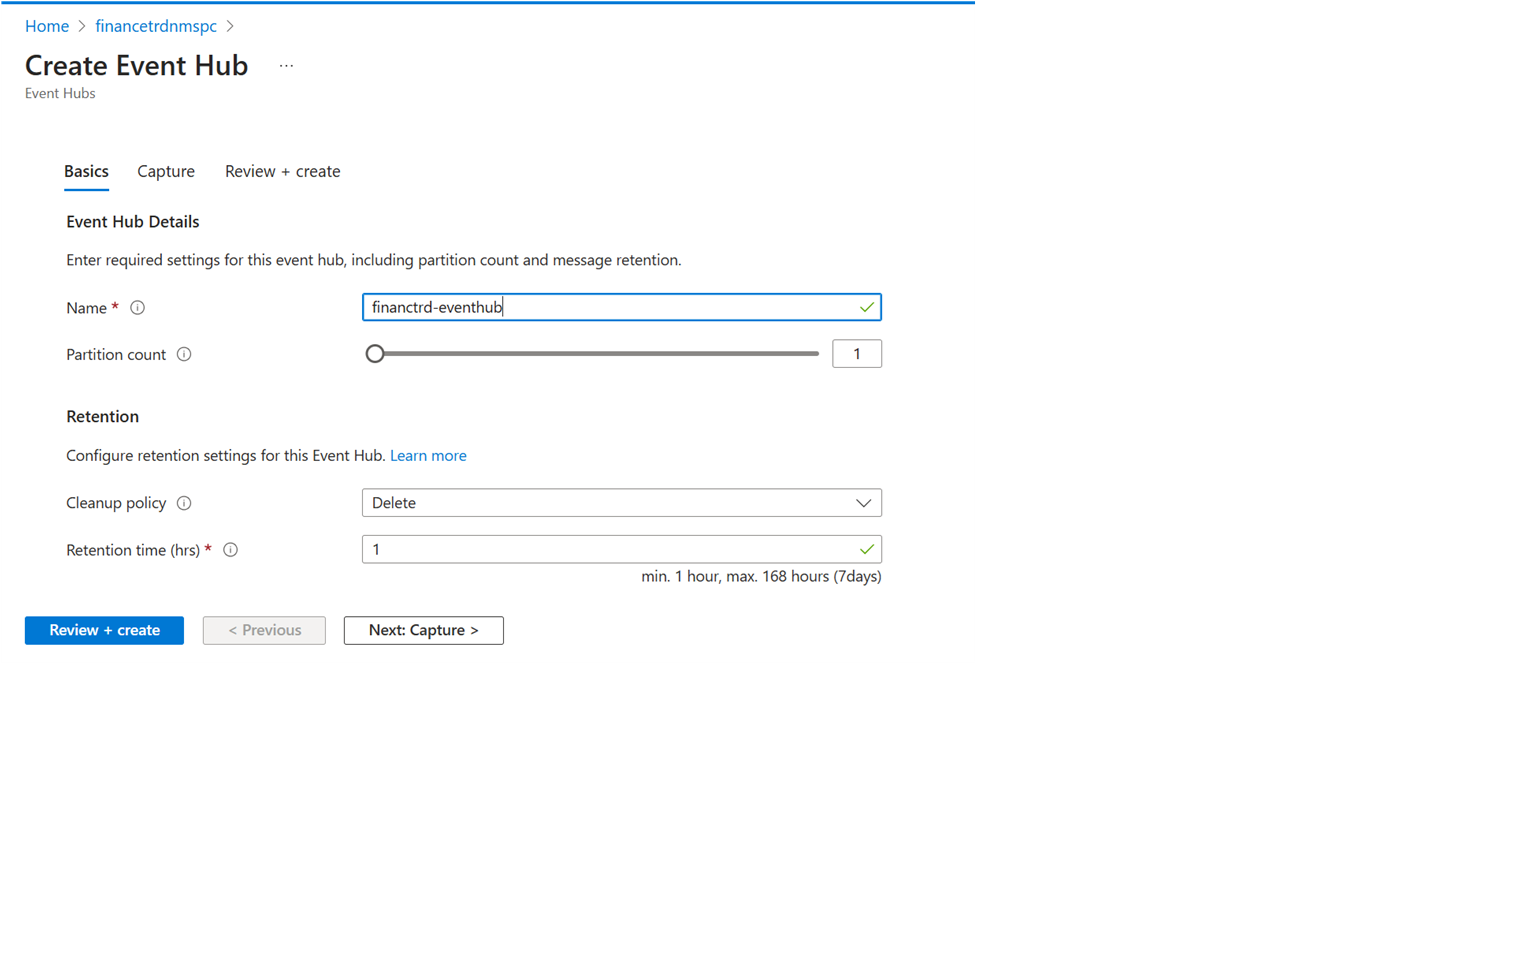 Home > financetrdnmspc >
Create Event Hub ...
Event Hubs
Basics Capture Review + create
Event Hub Details
Enter required settings for this event hub, including partition count and message retention.
Name * financtrd-eventhub
Partition count 1
Retention
Configure retention settings for this Event Hub. Learn more
Cleanup policy Delete
Retention time (hrs) * 1
min. 1 hour, max. 168 hours (7days)
Review + create < Previous Next: Capture >